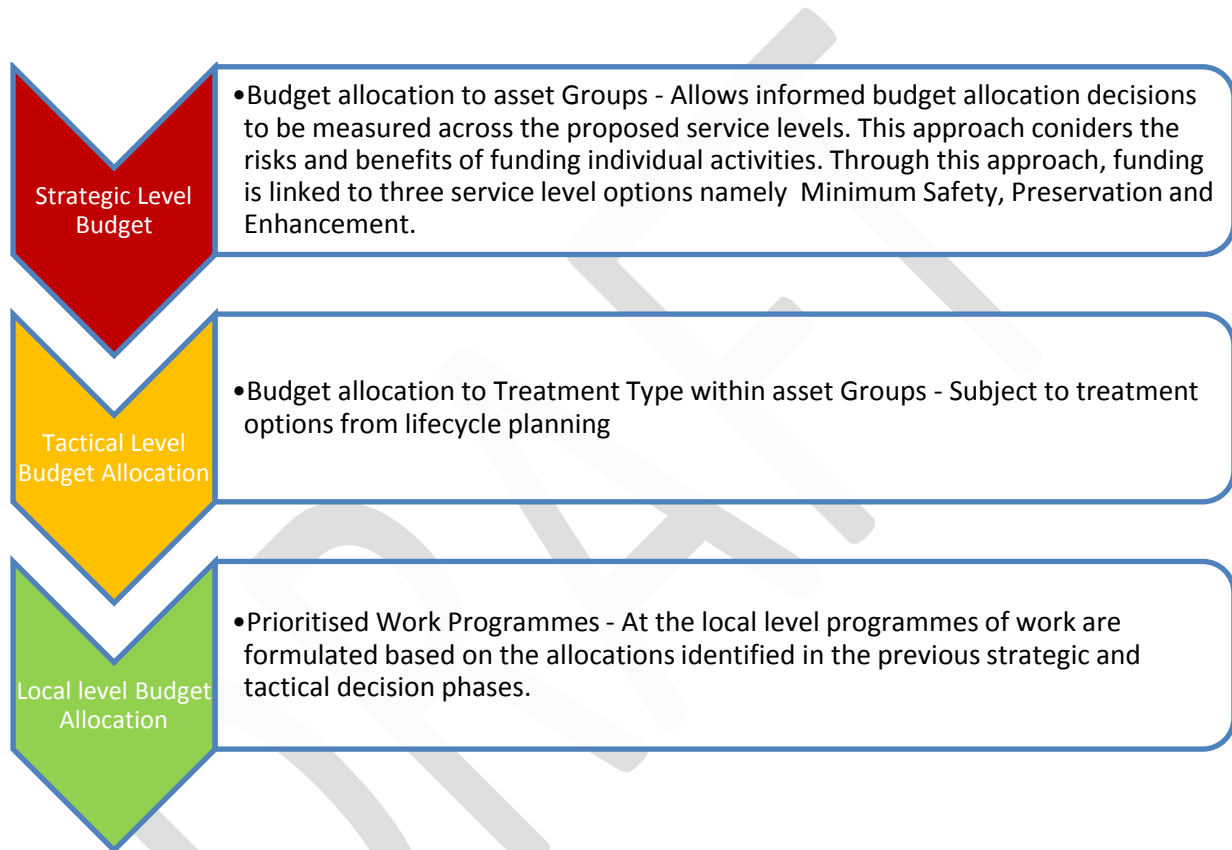 Strategic Level
Budget
•Budget allocation to asset Groups - Allows informed budget allocation decisions
to be measured across the proposed service levels. This approach coniders the
risks and benefits of funding individual activities. Through this approach, funding
is linked to three service level options namely  Minimum Safety, Preservation and
Enhancement.
Tactical Level
Budget Allocation
•Budget allocation to Treatment Type within asset Groups - Subject to treatment
options from lifecycle planning
Local level Budget
Allocation
•Prioritised Work Programmes - At the local level programmes of work are
formulated based on the allocations identified in the previous strategic and
tactical decision phases.
DRAFT